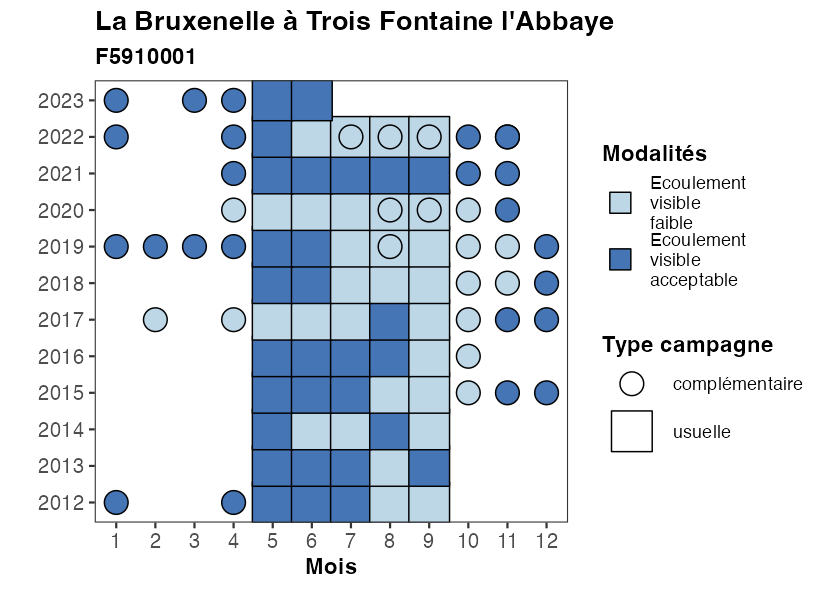 La Bruxenelle à Trois Fontaine l'Abbaye
F5910001
2023
2022
2021
2020
2019
2018
2017
2016
2015
2014
2013
2012
1 2 3 4 5 6 7 8 9 10 11 12
Mois
Modalités
Ecoulement
visible
faible
Ecoulement
visible
acceptable
Type campagne
complémentaire
usuelle